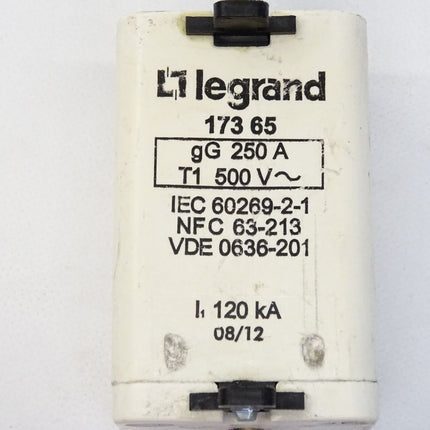 legrand
173 65
gG 250 A
T1 500 V~
IEC 60269-2-1
NFC 63-213
VDE 0636-201
I₁ 120 kA
08/12